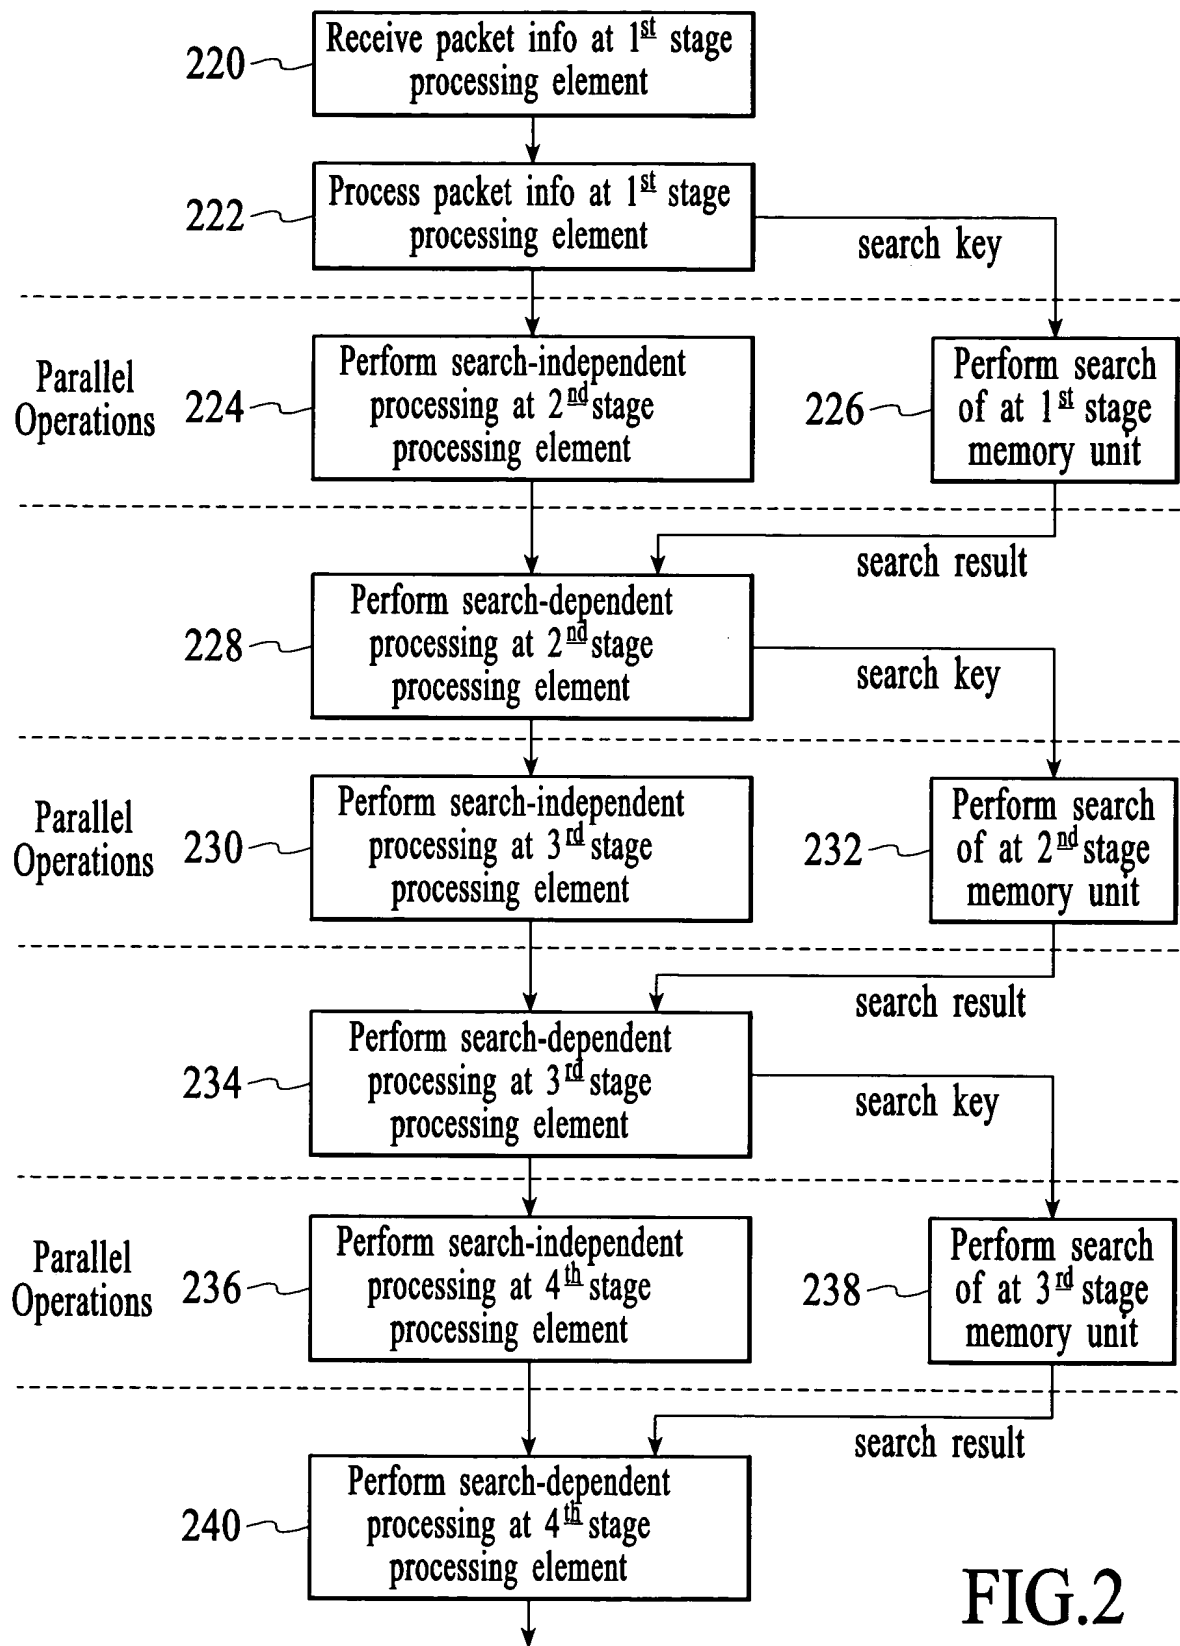 Receive packet info at 1st stage
processing element
220
Process packet info at 1st stage
processing element
222
search key
Parallel
Operations
224
Perform search-independent
processing at 2nd stage
processing element
226
Perform search
of at 1st stage
memory unit
search result
228
Perform search-dependent
processing at 2nd stage
processing element
search key
Parallel
Operations
230
Perform search-independent
processing at 3rd stage
processing element
232
Perform search
of at 2nd stage
memory unit
search result
234
Perform search-dependent
processing at 3rd stage
processing element
search key
Parallel
Operations
236
Perform search-independent
processing at 4th stage
processing element
238
Perform search
of at 3rd stage
memory unit
search result
240
Perform search-dependent
processing at 4th stage
processing element
FIG.2